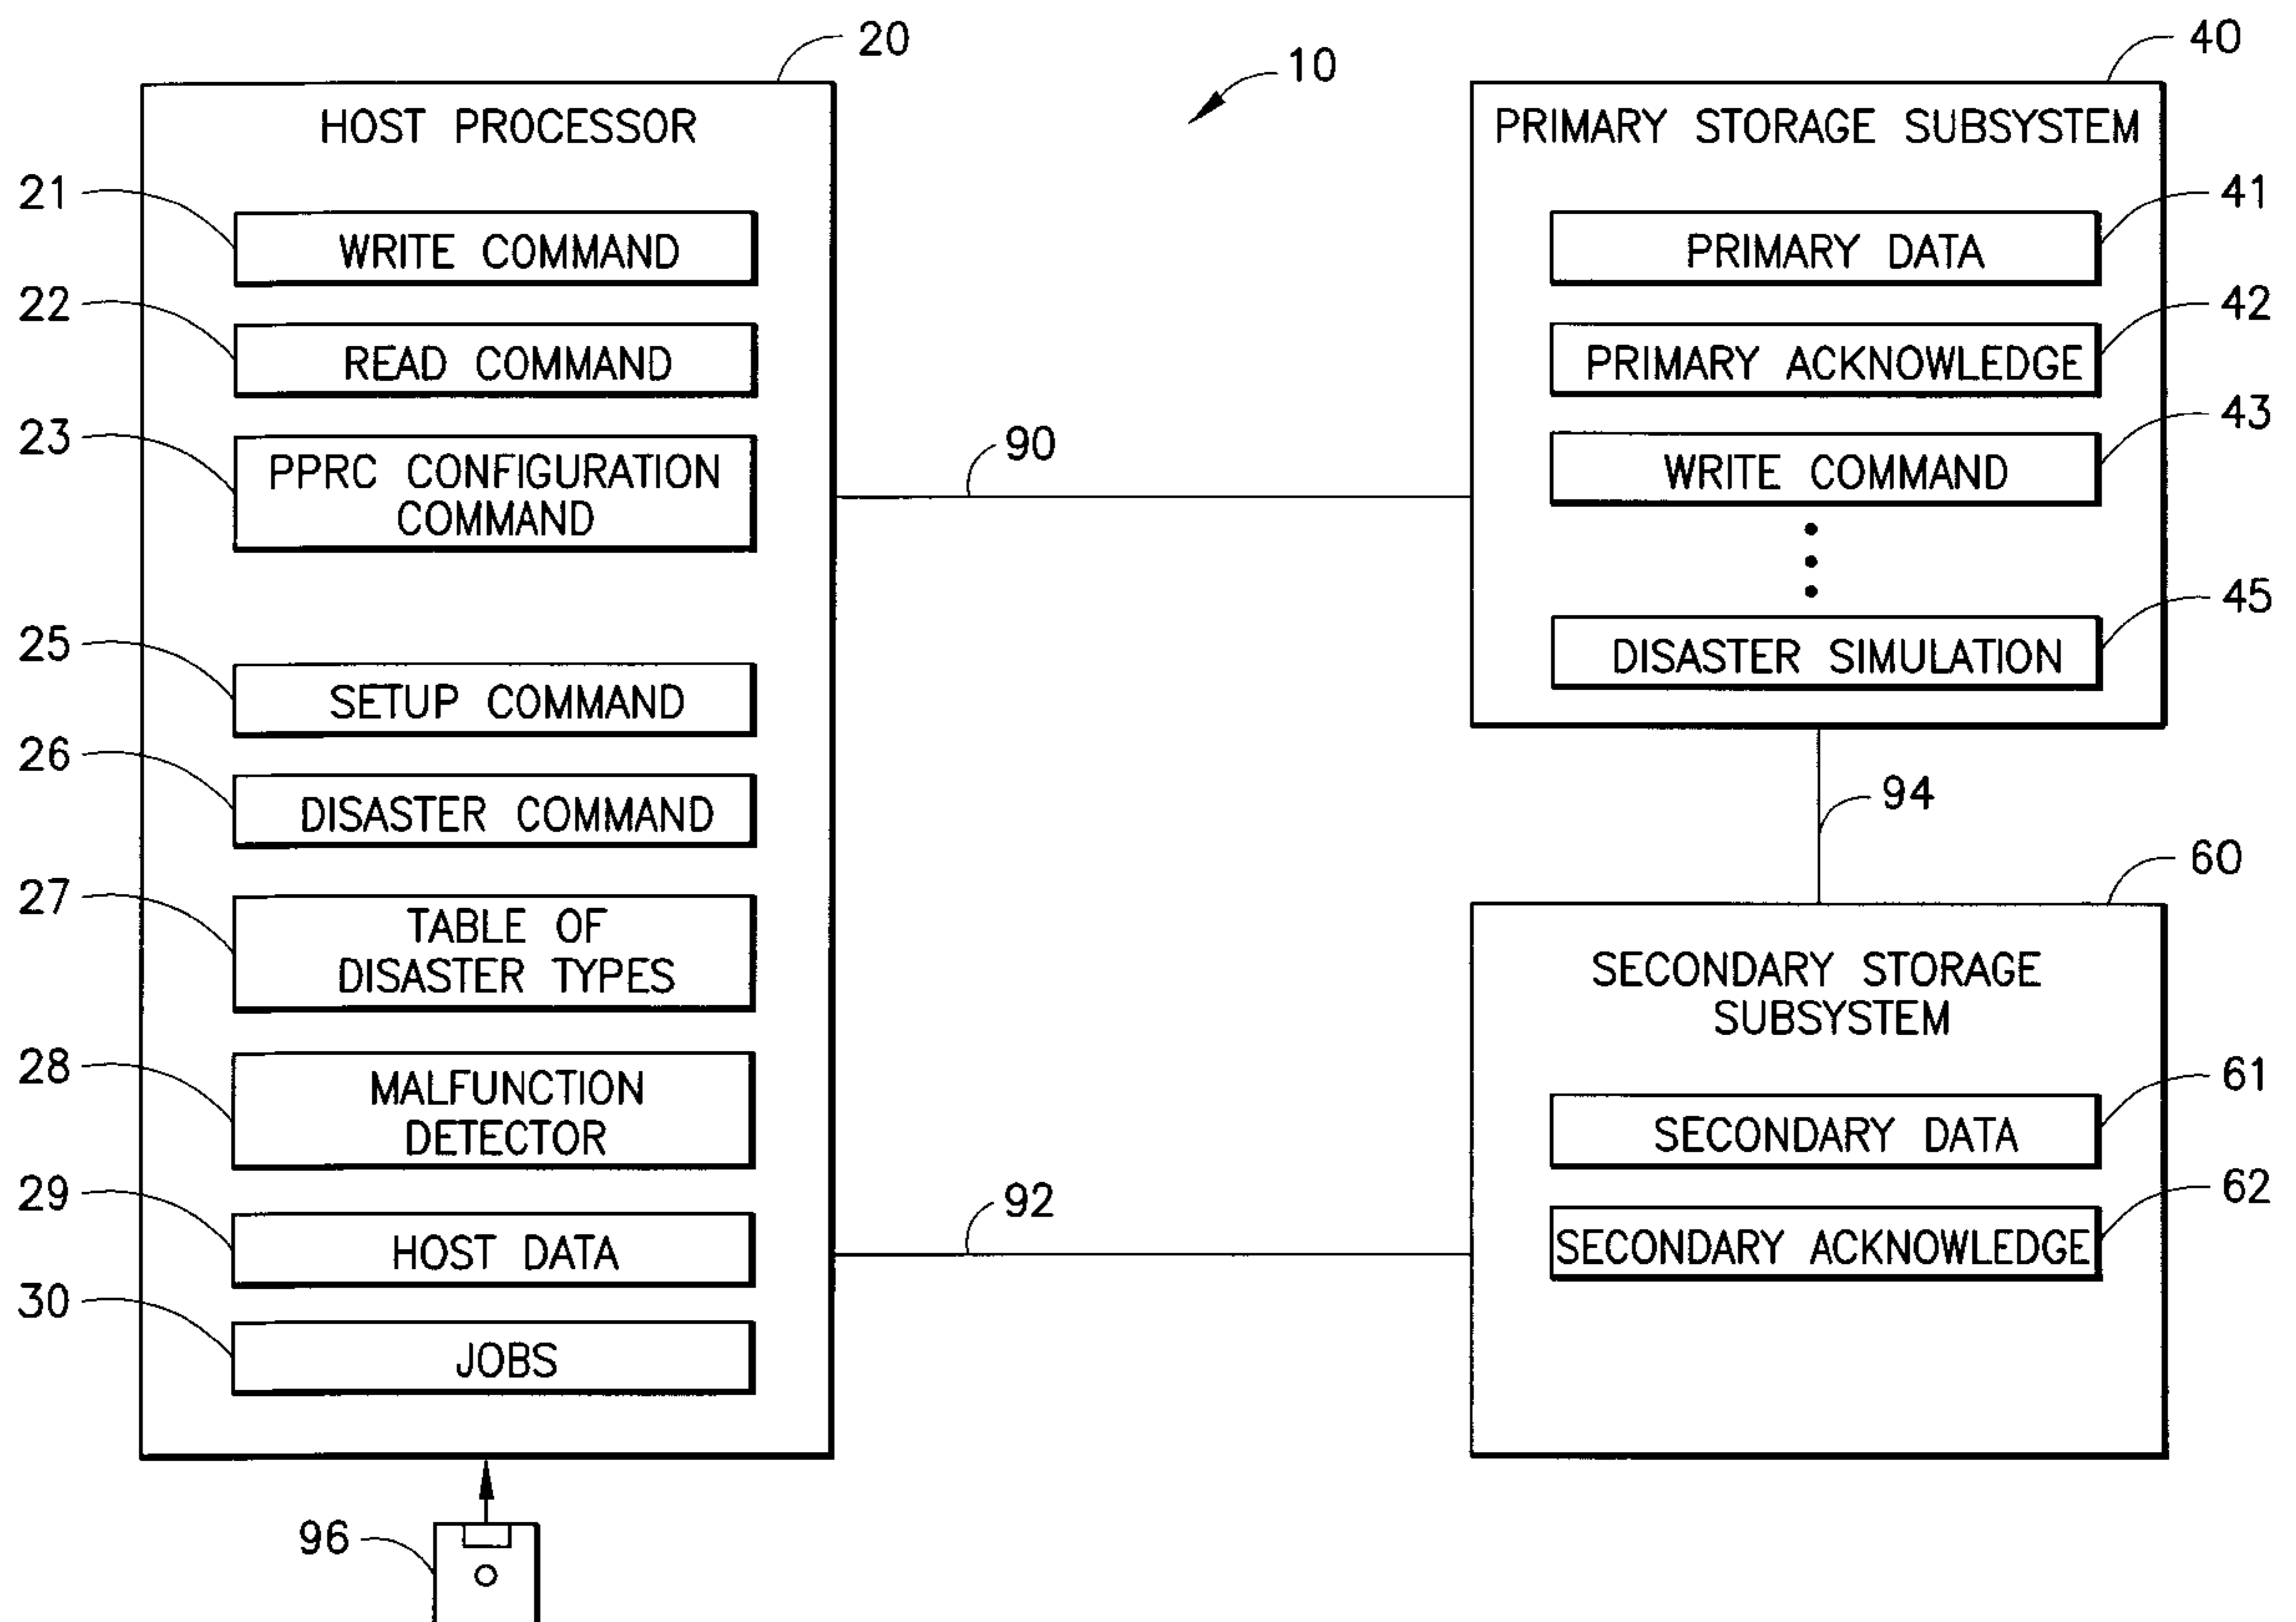 20
10
40
HOST PROCESSOR
21
WRITE COMMAND
22
READ COMMAND
23
PPRC CONFIGURATION
COMMAND
25
SETUP COMMAND
26
DISASTER COMMAND
27
TABLE OF
DISASTER TYPES
28
MALFUNCTION
DETECTOR
29
HOST DATA
30
JOBS
96
90
92
PRIMARY STORAGE SUBSYSTEM
41
PRIMARY DATA
42
PRIMARY ACKNOWLEDGE
43
WRITE COMMAND
45
DISASTER SIMULATION
94
60
SECONDARY STORAGE
SUBSYSTEM
61
SECONDARY DATA
62
SECONDARY ACKNOWLEDGE